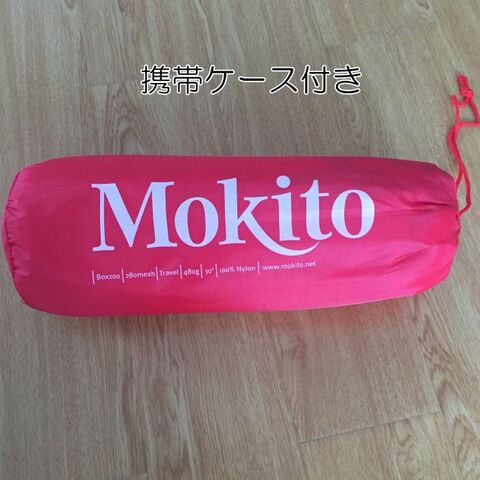 携帯ケース付き
Mokito
|Box200 |280mesh|Travel |480g |30° |100% Nylon |www.mokito.net